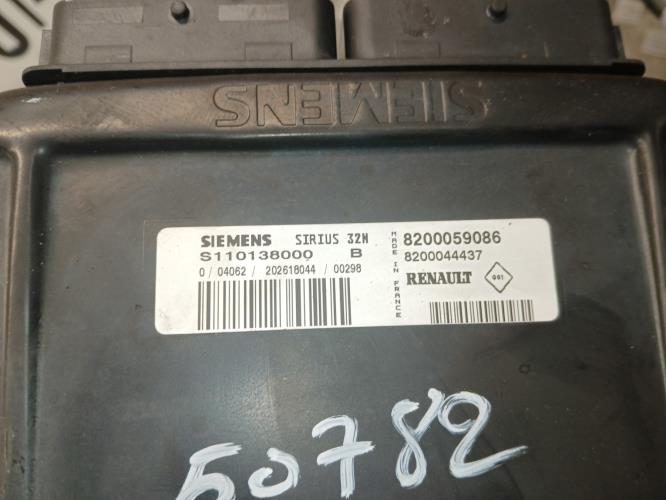 SIEMENS
SIEMENS SIRIUS 32N
S110138000 B
0 / 04062 / 202618044 / 00298
MADE IN FRANCE
8200059086
8200044437
RENAULT
50782